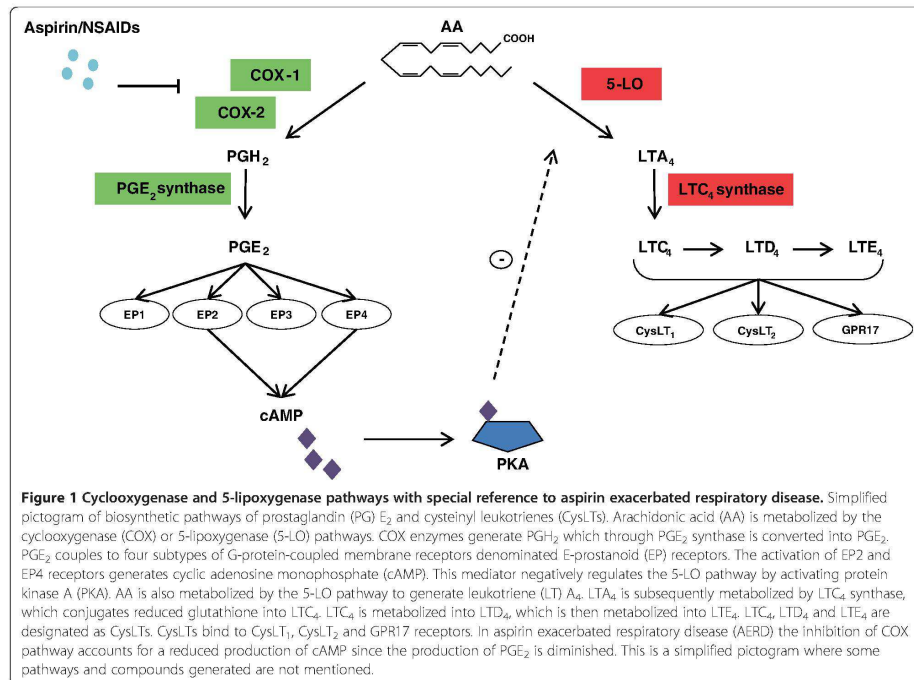 Aspirin/NSAIDs
AA
COOH
COX-1
COX-2
5-LO
PGH₂
LTA₄
PGE₂ synthase
LTC₄ synthase
PGE₂
LTC₄
LTD₄
LTE₄
-
EP1
EP2
EP3
EP4
CysLT₁
CysLT₂
GPR17
cAMP
PKA
Figure 1 Cyclooxygenase and 5-lipoxygenase pathways with special reference to aspirin exacerbated respiratory disease. Simplified
pictogram of biosynthetic pathways of prostaglandin (PG) E₂ and cysteinyl leukotrienes (CysLTs). Arachidonic acid (AA) is metabolized by the
cyclooxygenase (COX) or 5-lipoxygenase (5-LO) pathways. COX enzymes generate PGH₂ which through PGE₂ synthase is converted into PGE₂.
PGE₂ couples to four subtypes of G-protein-coupled membrane receptors denominated E-prostanoid (EP) receptors. The activation of EP2 and
EP4 receptors generates cyclic adenosine monophosphate (cAMP). This mediator negatively regulates the 5-LO pathway by activating protein
kinase A (PKA). AA is also metabolized by the 5-LO pathway to generate leukotriene (LT) A₄. LTA₄ is subsequently metabolized by LTC₄ synthase,
which conjugates reduced glutathione into LTC₄. LTC₄ is metabolized into LTD₄, which is then metabolized into LTE₄. LTC₄, LTD₄ and LTE₄ are
designated as CysLTs. CysLTs bind to CysLT₁, CysLT₂ and GPR17 receptors. In aspirin exacerbated respiratory disease (AERD) the inhibition of COX
pathway accounts for a reduced production of cAMP since the production of PGE₂ is diminished. This is a simplified pictogram where some
pathways and compounds generated are not mentioned.